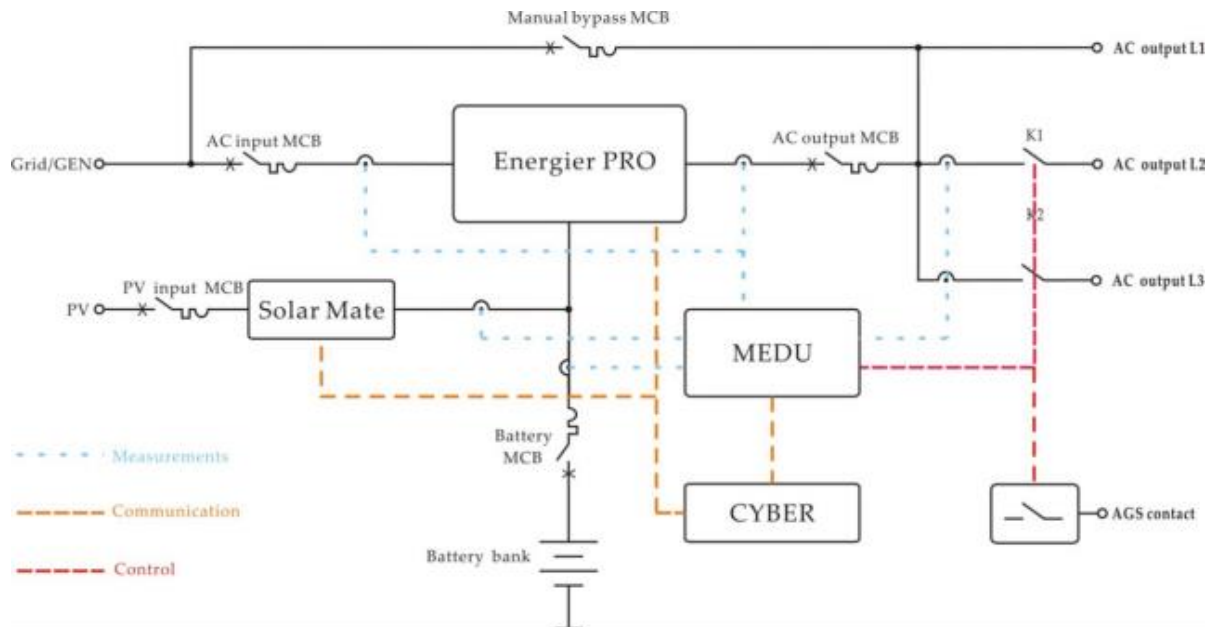 Manual bypass MCB
AC output L1
AC input MCB
Energier PRO
AC output MCB
K1
Grid/GEN
AC output L2
K2
PV input MCB
AC output L3
PV
Solar Mate
MEDU
Battery
MCB
Measurements
Communication
CYBER
AGS contact
Battery bank
Control